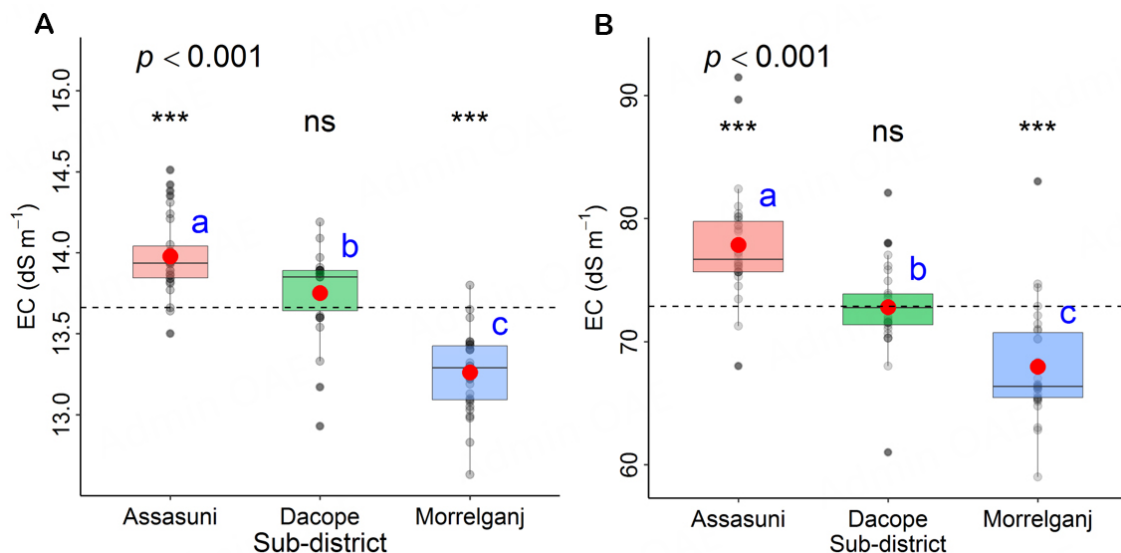 A
p < 0.001
*** ns ***
a
b
c
EC (dS m⁻¹)
15.0
14.5
14.0
13.5
13.0
Assasuni Dacope Morrelganj
Sub-district
B
p < 0.001
*** ns ***
a
b
c
EC (dS m⁻¹)
90
80
70
60
Assasuni Dacope Morrelganj
Sub-district